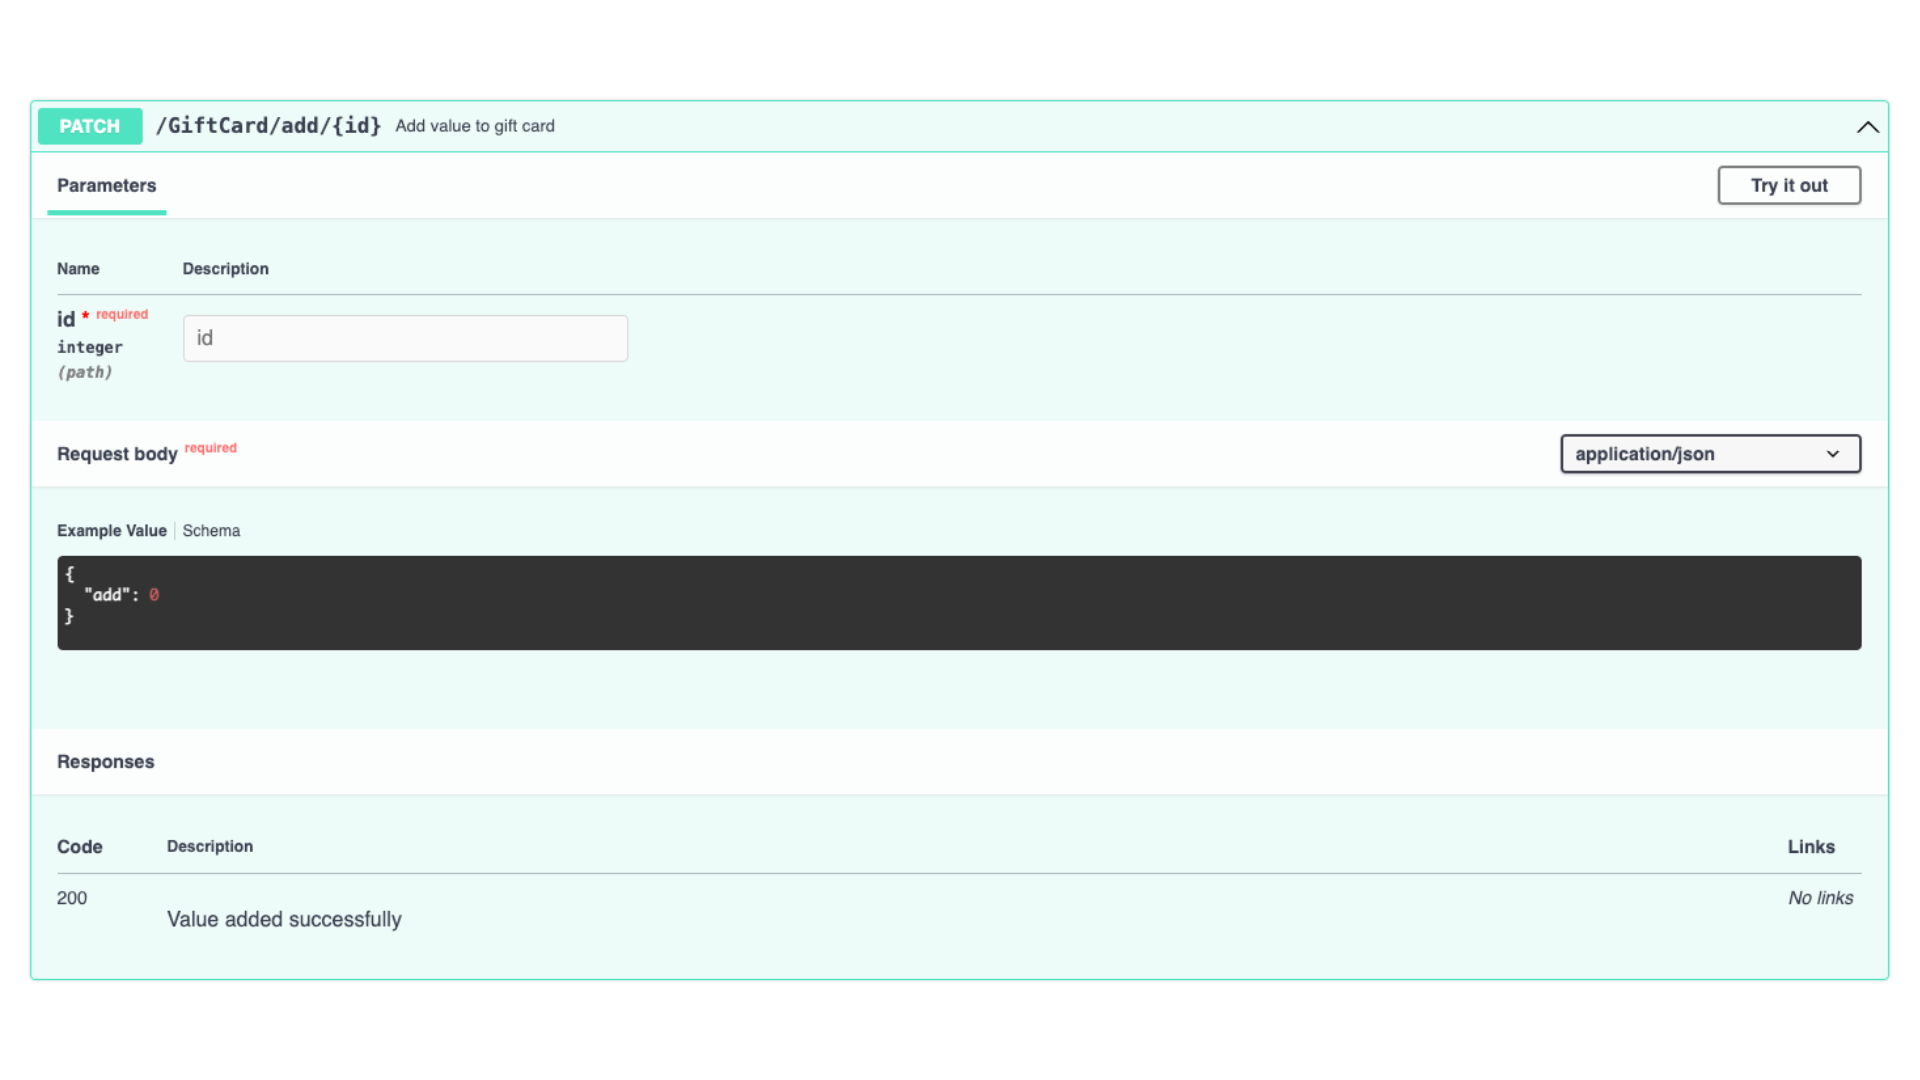 PATCH /GiftCard/add/{id} Add value to gift card
Parameters
Try it out
Name Description
id * required
integer
(path)
id
Request body required
application/json
Example Value Schema
{
"add": 0
}
Responses
Code Description Links
200
Value added successfully
No links